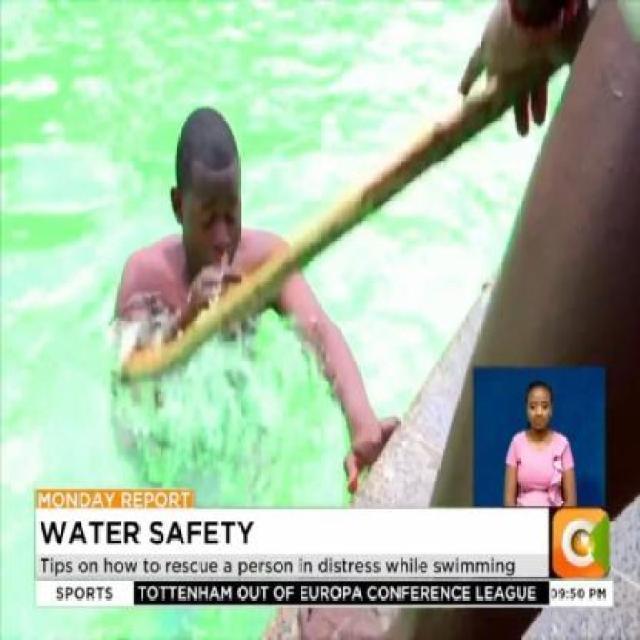 MONDAY REPORT
WATER SAFETY
Tips on how to rescue a person in distress while swimming
SPORTS TOTTENHAM OUT OF EUROPA CONFERENCE LEAGUE 09:50 PM